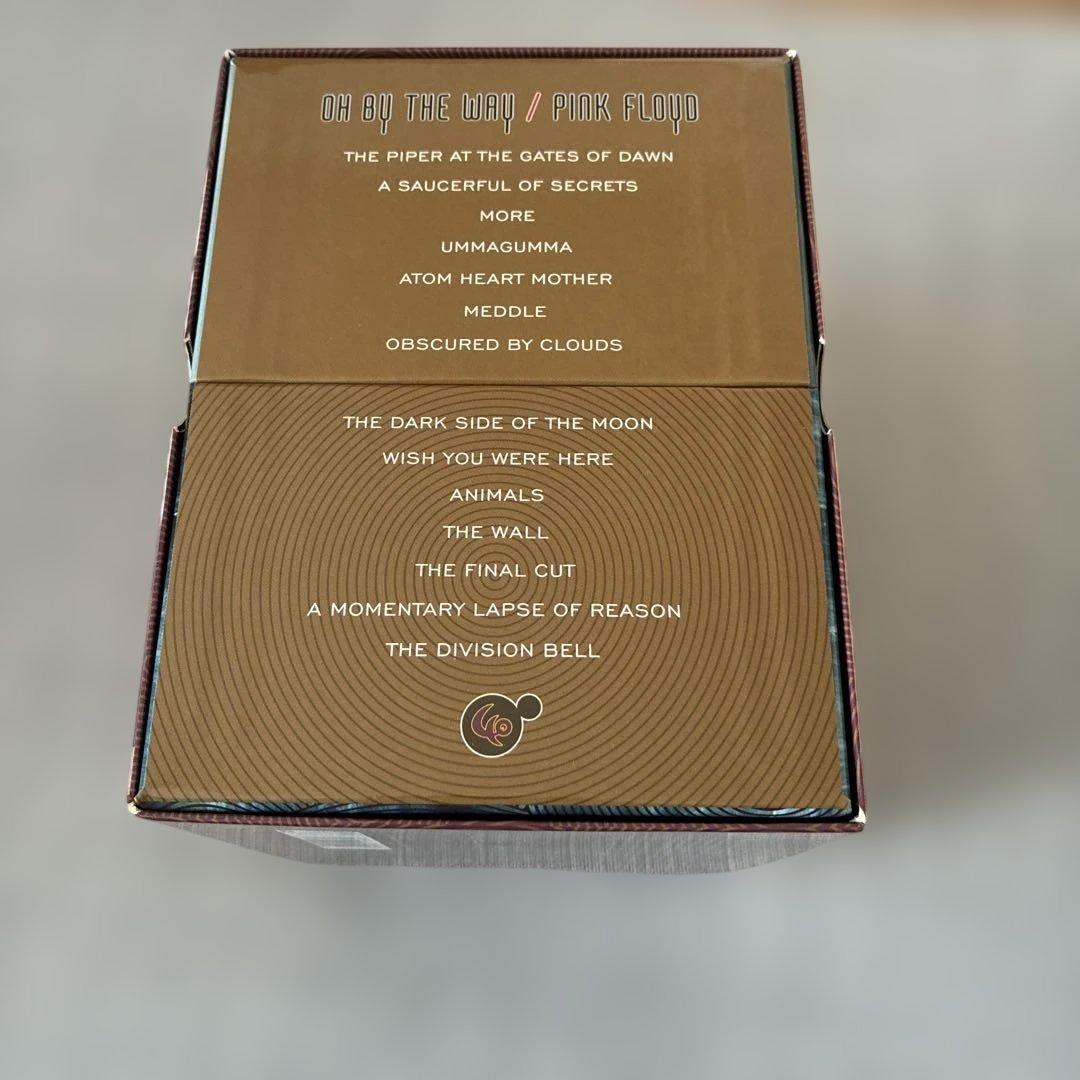 OH BY THE WAY / PINK FLOYD
THE PIPER AT THE GATES OF DAWN
A SAUCERFUL OF SECRETS
MORE
UMMAGUMMA
ATOM HEART MOTHER
MEDDLE
OBSCURED BY CLOUDS
THE DARK SIDE OF THE MOON
WISH YOU WERE HERE
ANIMALS
THE WALL
THE FINAL CUT
A MOMENTARY LAPSE OF REASON
THE DIVISION BELL